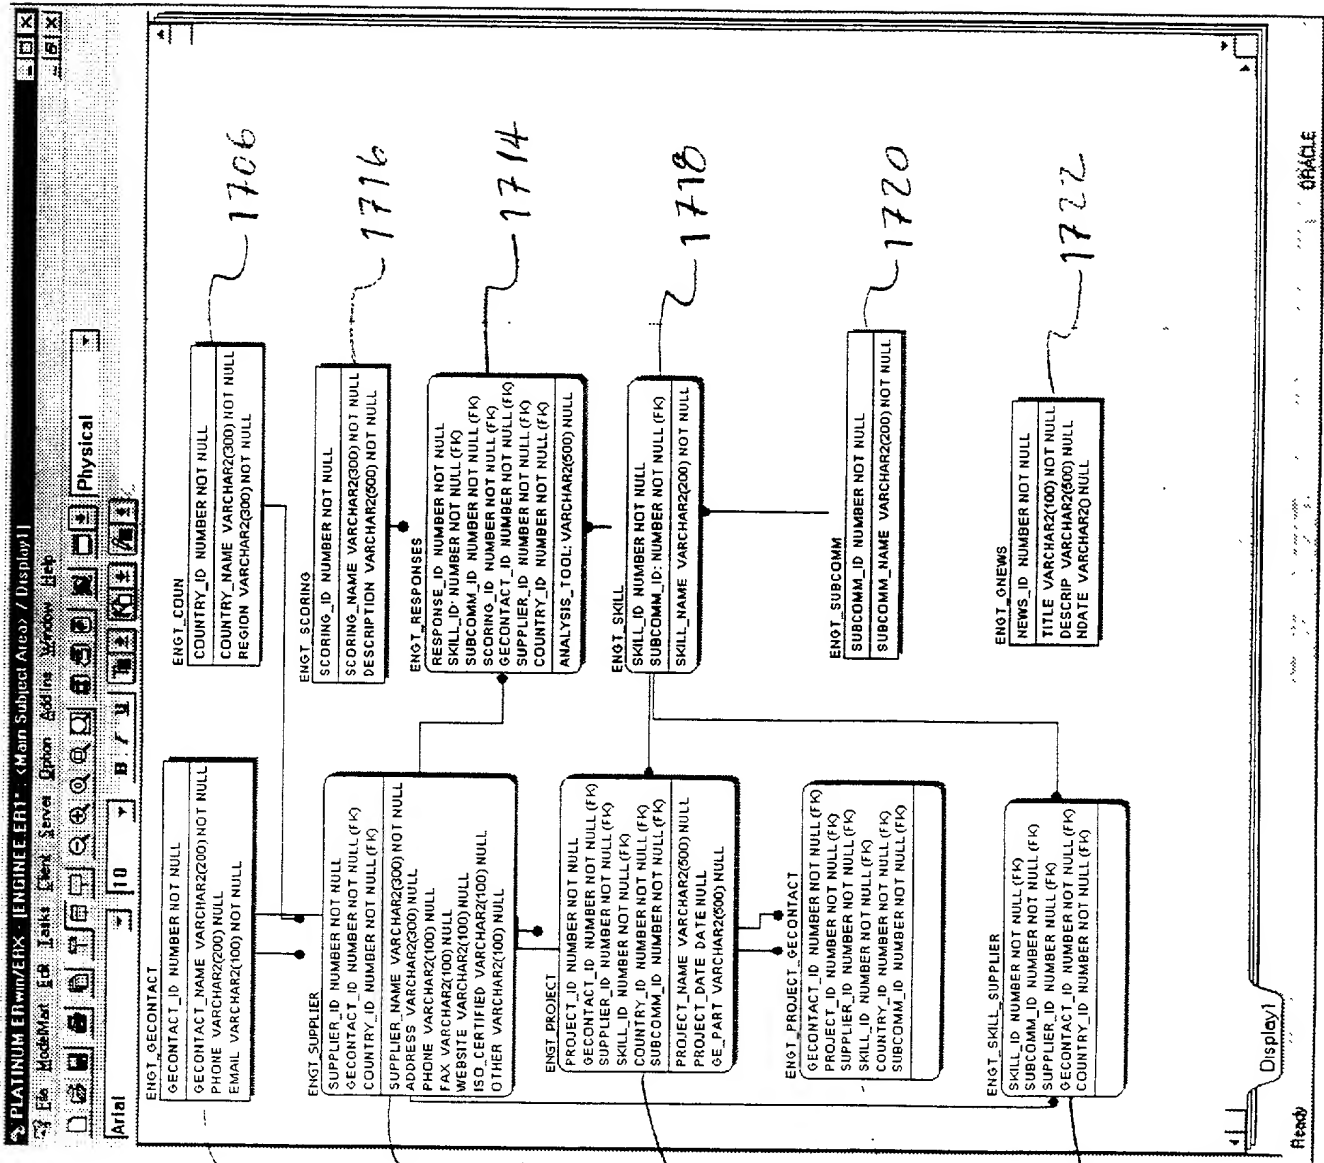 PLATINUM ERwin/ERX - [ENGINEE.ER1* : <Main Subject Area> / Display1]
File ModelMart Edit Tasks Client Server Option Add ins Window Help
Arial 10 B I U Physical
ENGT_GECONTACT
GECONTACT_ID NUMBER NOT NULL
GECONTACT_NAME VARCHAR2(200) NOT NULL
PHONE VARCHAR2(200) NULL
EMAIL VARCHAR2(100) NOT NULL
ENGT_COUN
COUNTRY_ID NUMBER NOT NULL
COUNTRY_NAME VARCHAR2(300) NOT NULL
REGION VARCHAR2(300) NOT NULL
1706
ENGT_SUPPLIER
SUPPLIER_ID NUMBER NOT NULL
GECONTACT_ID NUMBER NOT NULL (FK)
COUNTRY_ID NUMBER NOT NULL (FK)
SUPPLIER_NAME VARCHAR2(300) NOT NULL
ADDRESS VARCHAR2(300) NULL
PHONE VARCHAR2(100) NULL
FAX VARCHAR2(100) NULL
WEBSITE VARCHAR2(100) NULL
ISO_CERTIFIED VARCHAR2(100) NULL
OTHER VARCHAR2(100) NULL
ENGT_SCORING
SCORING_ID NUMBER NOT NULL
SCORING_NAME VARCHAR2(300) NOT NULL
DESCRIPTION VARCHAR2(500) NOT NULL
1716
ENGT_RESPONSES
RESPONSE_ID NUMBER NOT NULL
SKILL_ID: NUMBER NOT NULL (FK)
SUBCOMM_ID NUMBER NOT NULL (FK)
SCORING_ID NUMBER NOT NULL (FK)
GECONTACT_ID NUMBER NOT NULL (FK)
SUPPLIER_ID NUMBER NOT NULL (FK)
COUNTRY_ID NUMBER NOT NULL (FK)
ANALYSIS_TOOL: VARCHAR2(500) NULL
1714
ENGT_PROJECT
PROJECT_ID NUMBER NOT NULL
GECONTACT_ID NUMBER NOT NULL (FK)
SUPPLIER_ID NUMBER NOT NULL (FK)
SKILL_ID NUMBER NOT NULL (FK)
COUNTRY_ID NUMBER NOT NULL (FK)
SUBCOMM_ID NUMBER NOT NULL (FK)
PROJECT_NAME VARCHAR2(500) NULL
PROJECT_DATE DATE NULL
GE_PART VARCHAR2(500) NULL
ENGT_SKILL
SKILL_ID NUMBER NOT NULL
SUBCOMM_ID: NUMBER NOT NULL (FK)
SKILL_NAME VARCHAR2(200) NOT NULL
1718
ENGT_PROJECT_GECONTACT
GECONTACT_ID NUMBER NOT NULL (FK)
PROJECT_ID NUMBER NOT NULL (FK)
SUPPLIER_ID NUMBER NOT NULL (FK)
SKILL_ID NUMBER NOT NULL (FK)
COUNTRY_ID NUMBER NOT NULL (FK)
SUBCOMM_ID NUMBER NOT NULL (FK)
ENGT_SUBCOMM
SUBCOMM_ID NUMBER NOT NULL
SUBCOMM_NAME VARCHAR2(200) NOT NULL
1720
ENGT_SKILL_SUPPLIER
SKILL_ID NUMBER NOT NULL (FK)
SUBCOMM_ID NUMBER NOT NULL (FK)
SUPPLIER_ID NUMBER NULL (FK)
GECONTACT_ID NUMBER NOT NULL (FK)
COUNTRY_ID NUMBER NOT NULL (FK)
ENGT_GNEWS
NEWS_ID NUMBER NOT NULL
TITLE VARCHAR2(100) NOT NULL
DESCRIP VARCHAR2(500) NULL
NDATE VARCHAR2() NULL
1722
Display1
Ready ORACLE